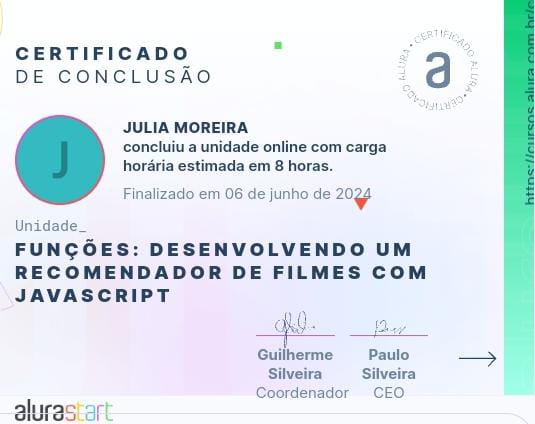 CERTIFICADO
DE CONCLUSÃO
ALURA • CERTIFICADO ALURA • CERTIFICADO
a
J
JULIA MOREIRA
concluiu a unidade online com carga
horária estimada em 8 horas.
Finalizado em 06 de junho de 2024
Unidade_
FUNÇÕES: DESENVOLVENDO UM
RECOMENDADOR DE FILMES COM
JAVASCRIPT
Guilherme
Silveira
Coordenador
Paulo
Silveira
CEO
alurastart
https://cursos.alura.com.br/